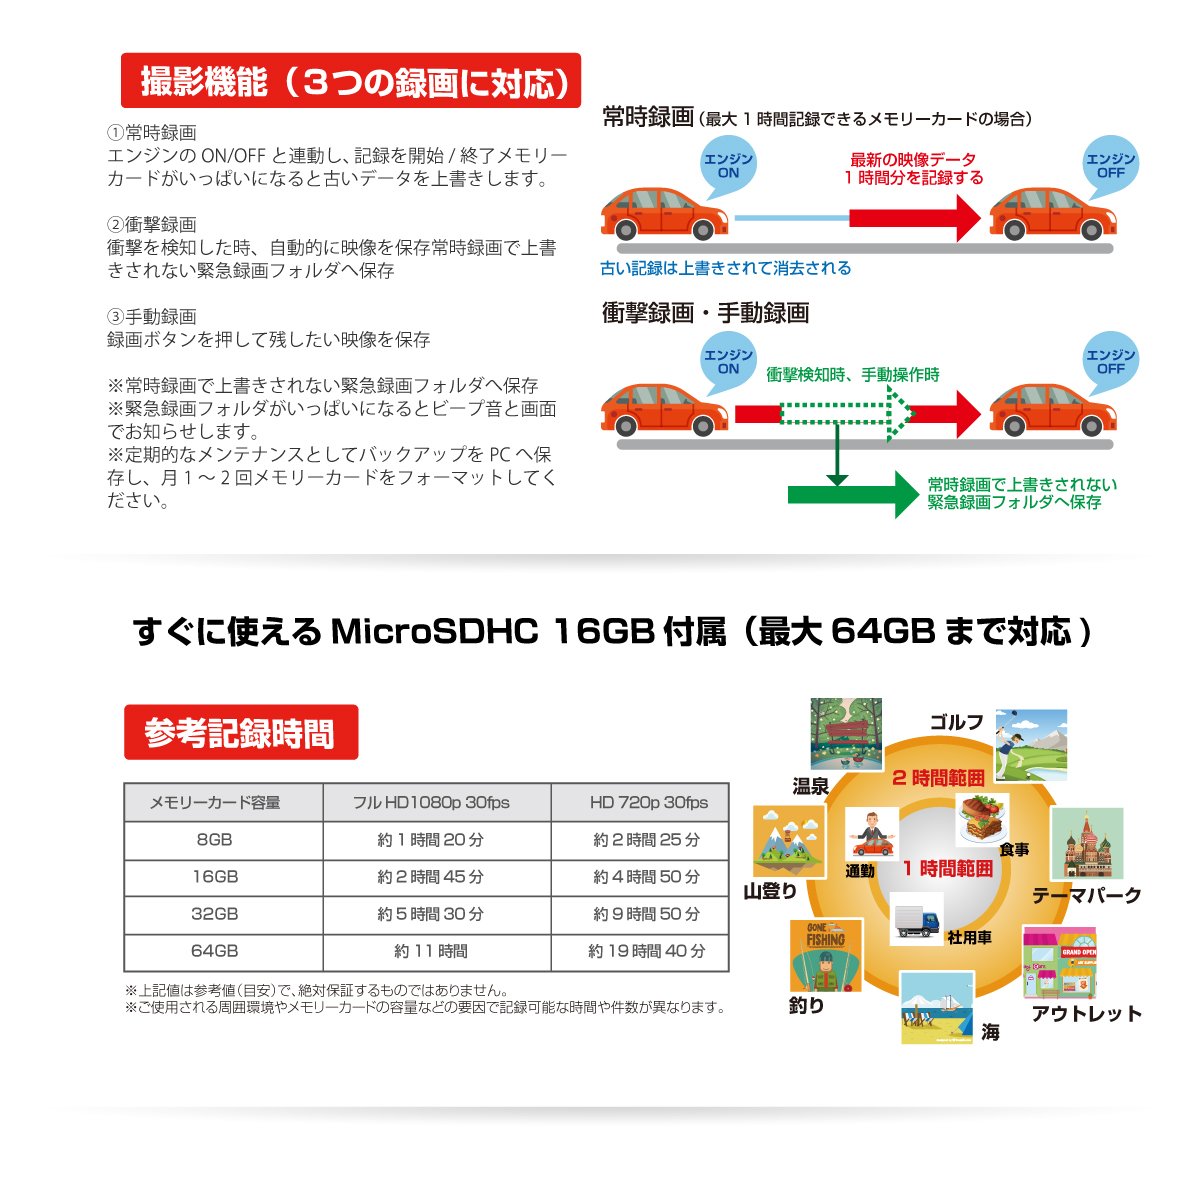 撮影機能（３つの録画に対応）
①常時録画
エンジンの ON/OFF と連動し、記録を開始 / 終了メモリー
カードがいっぱいになると古いデータを上書きします。
②衝撃録画
衝撃を検知した時、自動的に映像を保存常時録画で上書
きされない緊急録画フォルダへ保存
③手動録画
録画ボタンを押して残したい映像を保存
※常時録画で上書きされない緊急録画フォルダへ保存
※緊急録画フォルダがいっぱいになるとビープ音と画面
でお知らせします。
※定期的なメンテナンスとしてバックアップを PC へ保
存し、月 1 〜 2 回メモリーカードをフォーマットしてく
ださい。
常時録画（最大 1 時間記録できるメモリーカードの場合）
エンジン
ON
最新の映像データ
1 時間分を記録する
エンジン
OFF
古い記録は上書きされて消去される
衝撃録画・手動録画
エンジン
ON
衝撃検知時、手動操作時
エンジン
OFF
常時録画で上書きされない
緊急録画フォルダへ保存
すぐに使える MicroSDHC 16GB 付属（最大 64GB まで対応 )
参考記録時間
メモリーカード容量 フル HD1080p 30fps HD 720p 30fps
8GB 約 1 時間 20 分 約 2 時間 25 分
16GB 約 2 時間 45 分 約 4 時間 50 分
32GB 約 5 時間 30 分 約 9 時間 50 分
64GB 約 11 時間 約 19 時間 40 分
※上記値は参考値（目安）で、絶対保証するものではありません。
※ご使用される周囲環境やメモリーカードの容量などの要因で記録可能な時間や件数が異なります。
ゴルフ
2 時間範囲
温泉
食事
通勤
1 時間範囲
山登り
テーマパーク
社用車
GONE
FISHING
GRAND OPEN
釣り
アウトレット
海